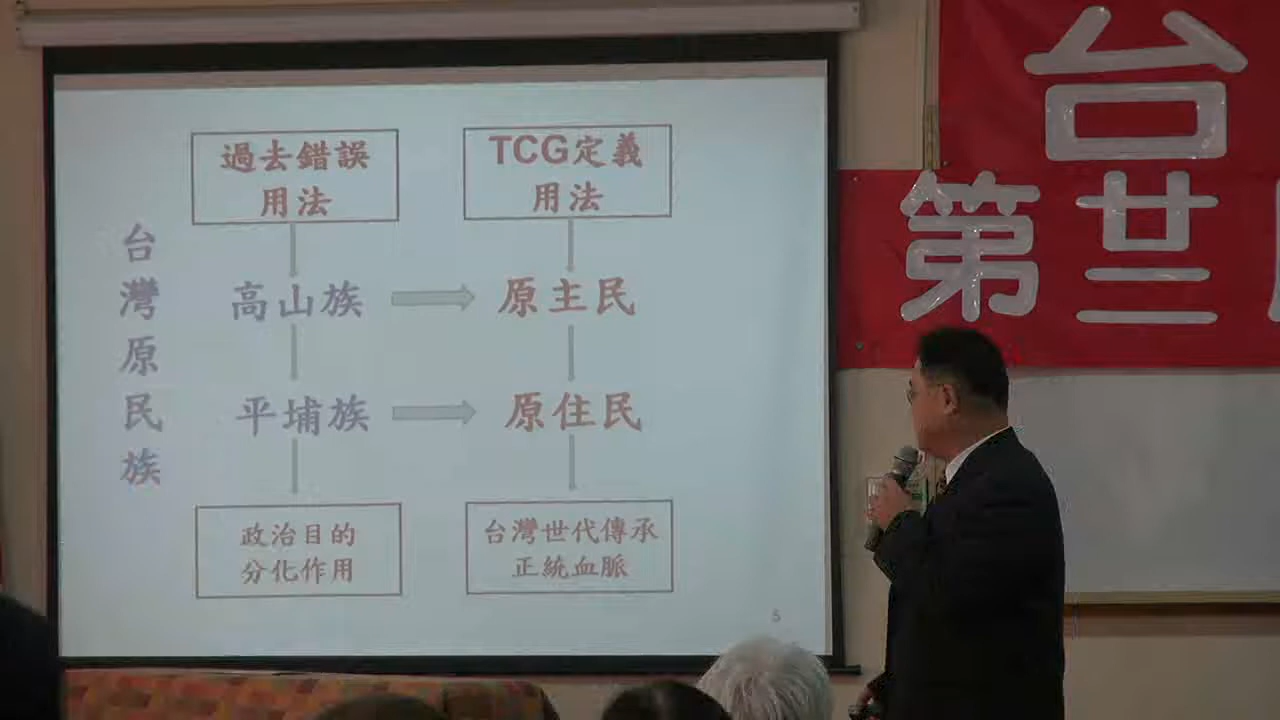 過去錯誤
用法
TCG定義
用法
台灣原民族
高山族
原主民
平埔族
原住民
政治目的
分化作用
台灣世代傳承
正統血脈
5
台
第廿二